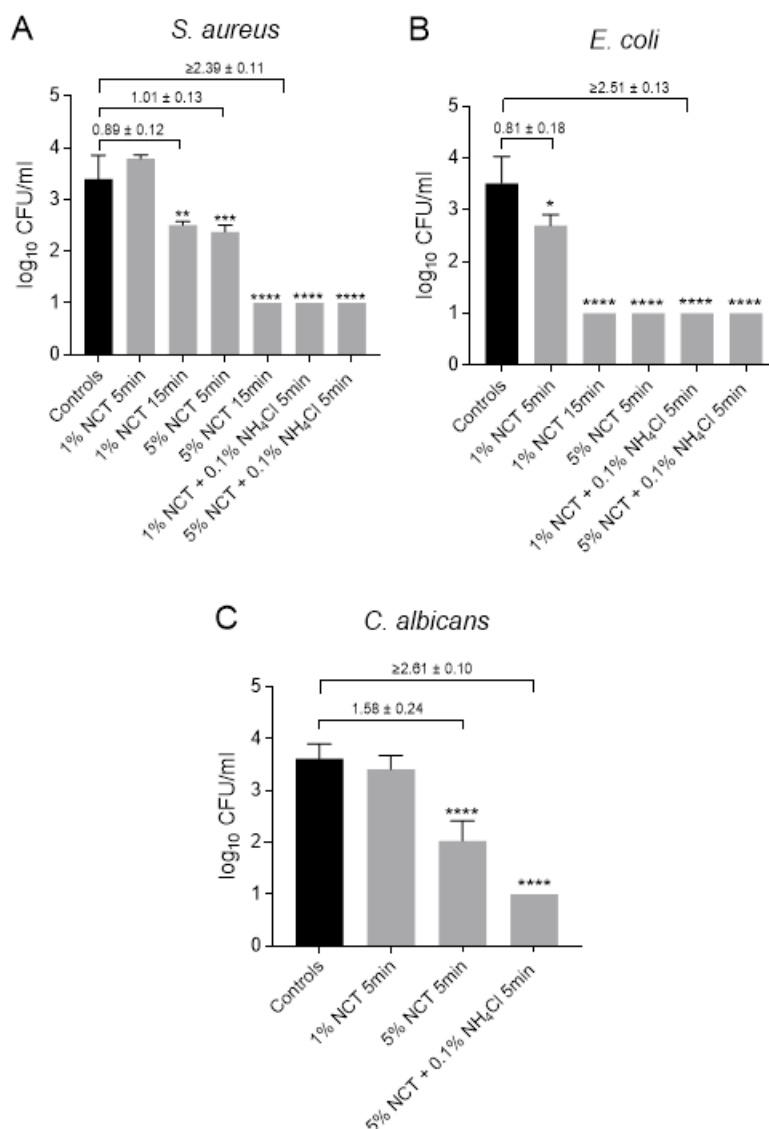 A
S. aureus
≥2.39 ± 0.11
1.01 ± 0.13
0.89 ± 0.12
5
4
3
2
1
0
log₁₀ CFU/ml
**
***
****
****
****
Controls
1% NCT 5min
1% NCT 15min
5% NCT 5min
5% NCT 15min
1% NCT + 0.1% NH₄Cl 5min
5% NCT + 0.1% NH₄Cl 5min
B
E. coli
≥2.51 ± 0.13
0.81 ± 0.18
5
4
3
2
1
0
log₁₀ CFU/ml
*
****
****
****
****
Controls
1% NCT 5min
1% NCT 15min
5% NCT 5min
1% NCT + 0.1% NH₄Cl 5min
5% NCT + 0.1% NH₄Cl 5min
C
C. albicans
≥2.61 ± 0.10
1.58 ± 0.24
5
4
3
2
1
0
log₁₀ CFU/ml
****
****
Controls
1% NCT 5min
5% NCT 5min
5% NCT + 0.1% NH₄Cl 5min